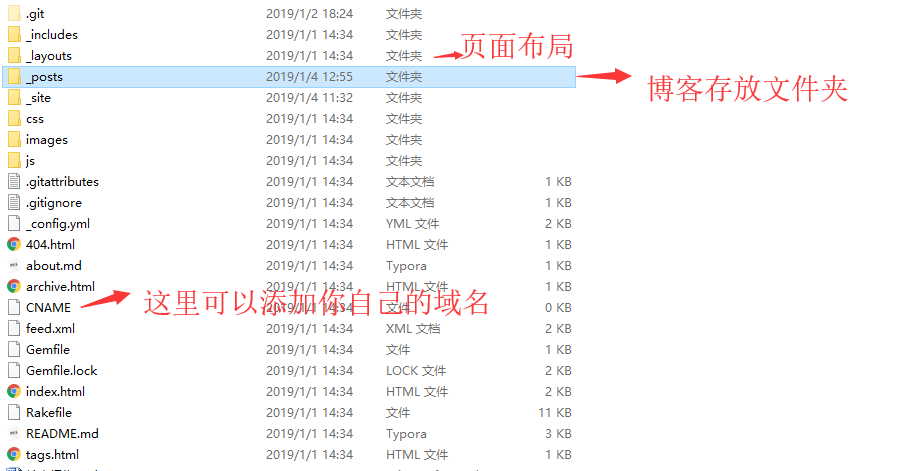 .git 2019/1/2 18:24 文件夹
_includes 2019/1/1 14:34 文件夹
_layouts 2019/1/1 14:34 文件夹 页面布局
_posts 2019/1/4 12:55 文件夹 博客存放文件夹
_site 2019/1/4 11:32 文件夹
css 2019/1/1 14:34 文件夹
images 2019/1/1 14:34 文件夹
js 2019/1/1 14:34 文件夹
.gitattributes 2019/1/1 14:34 文本文档 1 KB
.gitignore 2019/1/1 14:34 文本文档 1 KB
_config.yml 2019/1/1 14:34 YML 文件 2 KB
404.html 2019/1/1 14:34 HTML 文件 1 KB
about.md 2019/1/1 14:34 Typora 1 KB
archive.html 2019/1/1 14:34 HTML 文件 1 KB
这里可以添加你自己的域名
CNAME 2019/1/1 14:34 文件 0 KB
feed.xml 2019/1/1 14:34 XML 文档 2 KB
Gemfile 2019/1/1 14:34 文件 1 KB
Gemfile.lock 2019/1/1 14:34 LOCK 文件 2 KB
index.html 2019/1/1 14:34 HTML 文件 2 KB
Rakefile 2019/1/1 14:34 文件 11 KB
README.md 2019/1/1 14:34 Typora 3 KB
tags.html 2019/1/1 14:34 HTML 文件 1 KB